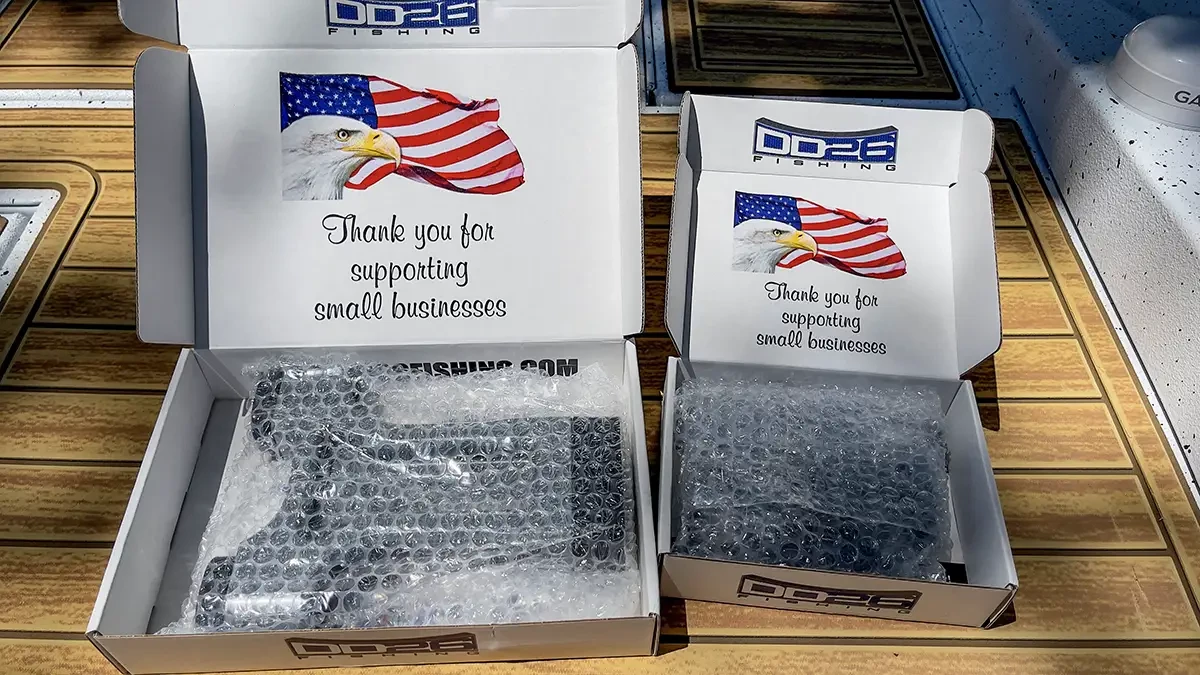 DD26
FISHING
Thank you for
supporting
small businesses
FISHING.COM
DD26
FISHING
DD26
FISHING
Thank you for
supporting
small businesses
DD26
FISHING
GA